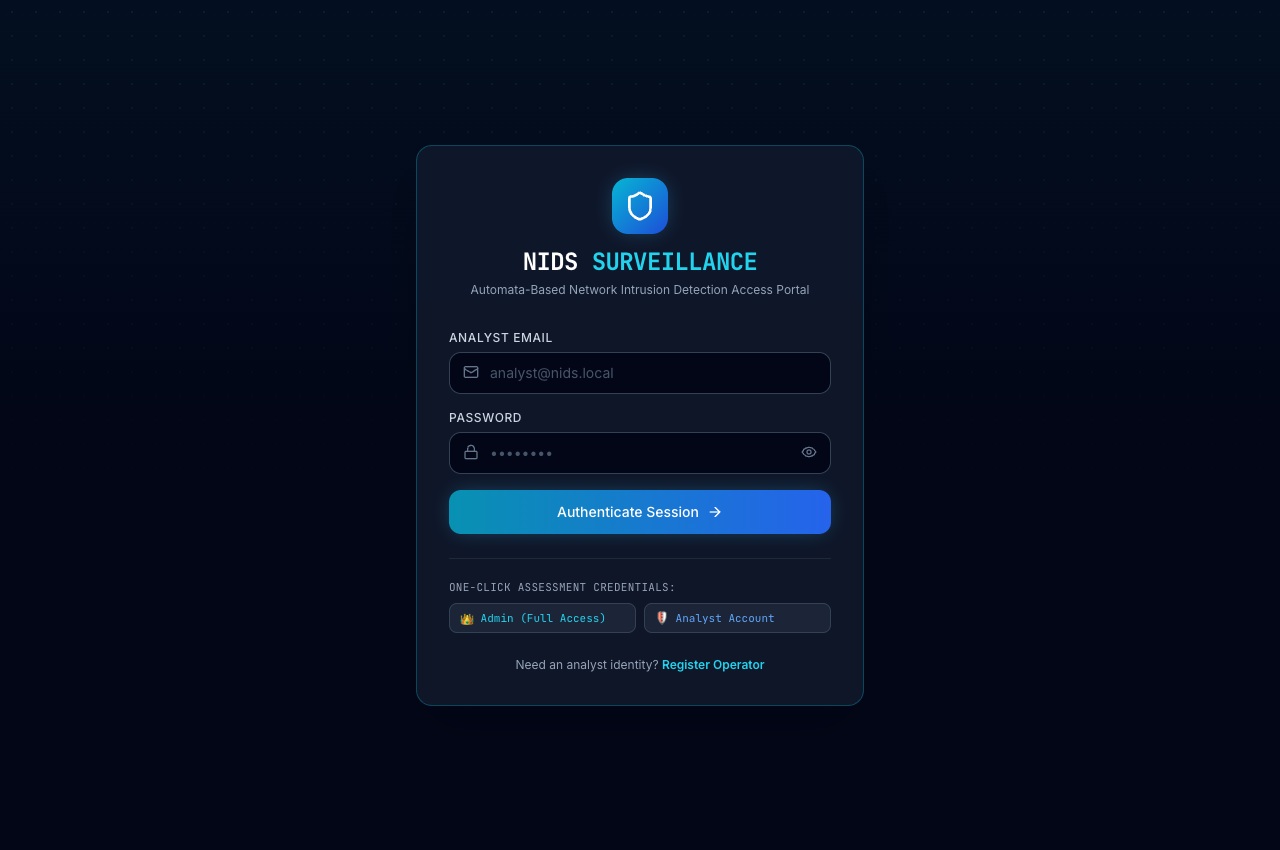 NIDS SURVEILLANCE
Automata-Based Network Intrusion Detection Access Portal
ANALYST EMAIL
analyst@nids.local
PASSWORD
••••••••
Authenticate Session →
ONE-CLICK ASSESSMENT CREDENTIALS:
👑 Admin (Full Access) 🛡️ Analyst Account
Need an analyst identity? Register Operator